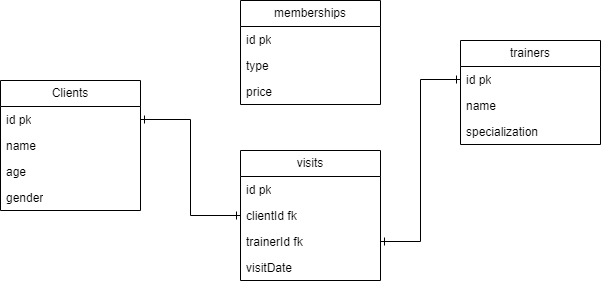 memberships
id pk
type
price
trainers
id pk
name
specialization
Clients
id pk
name
age
gender
visits
id pk
clientId fk
trainerId fk
visitDate